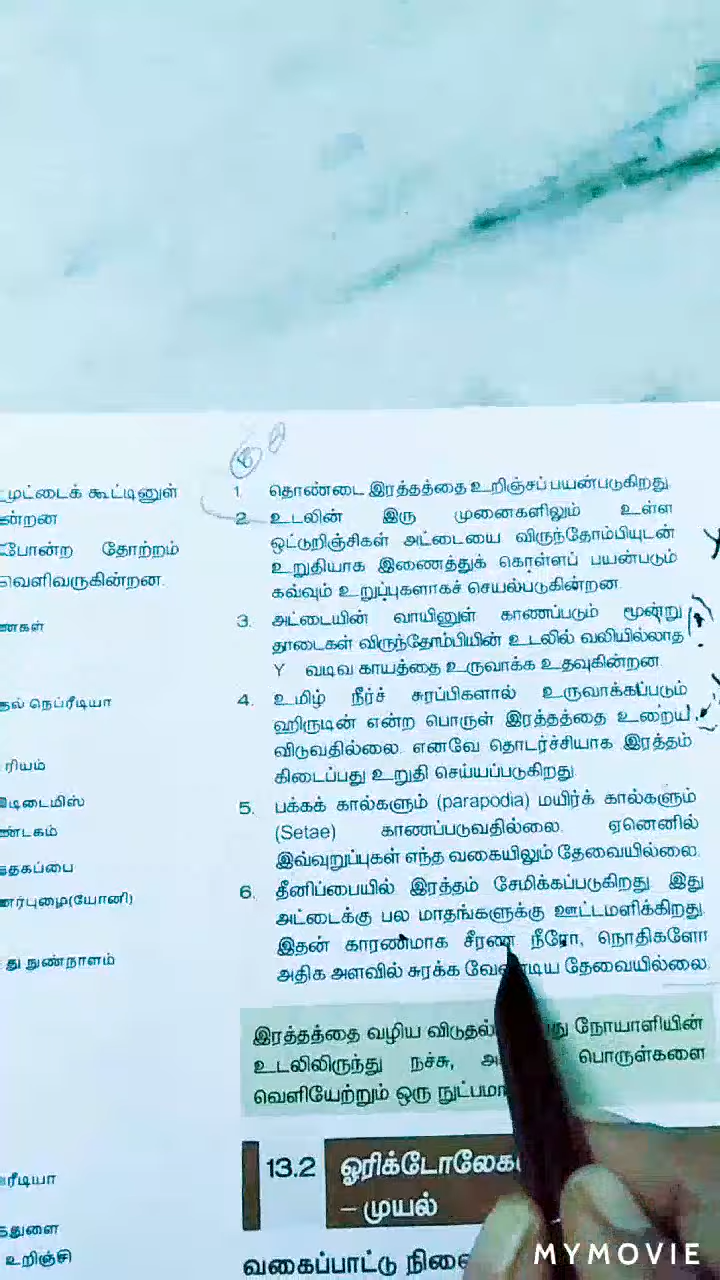 முட்டைக் கூட்டினுள்
ன்றன
போன்ற தோற்றம்
வெளிவருகின்றன.
கள்
தல் நெப்ரீடியா
ரியம்
டிடைமிஸ்
ண்டகம்
தகப்பை
னர்புழை(யோனி)
து நுண்நாளம்
ரீடியா
த்துளை
உறிஞ்சி
1. தொண்டை இரத்தத்தை உறிஞ்சப் பயன்படுகிறது.
2. உடலின் இரு முனைகளிலும் உள்ள
ஒட்டுறிஞ்சிகள் அட்டையை விருந்தோம்பியுடன்
உறுதியாக இணைத்துக் கொள்ளப் பயன்படும்
கவ்வும் உறுப்புகளாகச் செயல்படுகின்றன.
3. அட்டையின் வாயினுள் காணப்படும் மூன்று
தாடைகள் விருந்தோம்பியின் உடலில் வலியில்லாத
Y வடிவ காயத்தை உருவாக்க உதவுகின்றன.
4. உமிழ் நீர்ச் சுரப்பிகளால் உருவாக்கப்படும்
ஹிருடின் என்ற பொருள் இரத்தத்தை உறைய
விடுவதில்லை. எனவே தொடர்ச்சியாக இரத்தம்
கிடைப்பது உறுதி செய்யப்படுகிறது.
5. பக்கக் கால்களும் (parapodia) மயிர்க் கால்களும்
(Setae) காணப்படுவதில்லை. ஏனெனில்
இவ்வுறுப்புகள் எந்த வகையிலும் தேவையில்லை.
6. தீனிப்பையில் இரத்தம் சேமிக்கப்படுகிறது. இது
அட்டைக்கு பல மாதங்களுக்கு ஊட்டமளிக்கிறது.
இதன் காரணமாக சீரண நீரோ, நொதிகளோ
அதிக அளவில் சுரக்க வேண்டிய தேவையில்லை.
இரத்தத்தை வழிய விடுதல் நோயாளியின்
உடலிலிருந்து நச்சு, பொருள்களை
வெளியேற்றும் ஒரு
13.2 ஓரிக்டோலே
– முயல்
வகைப்பாட்டு
MYMOVIE